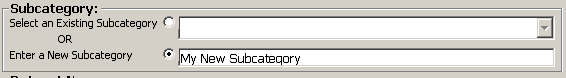 Subcategory:
Select an Existing Subcategory
OR
Enter a New Subcategory
My New Subcategory